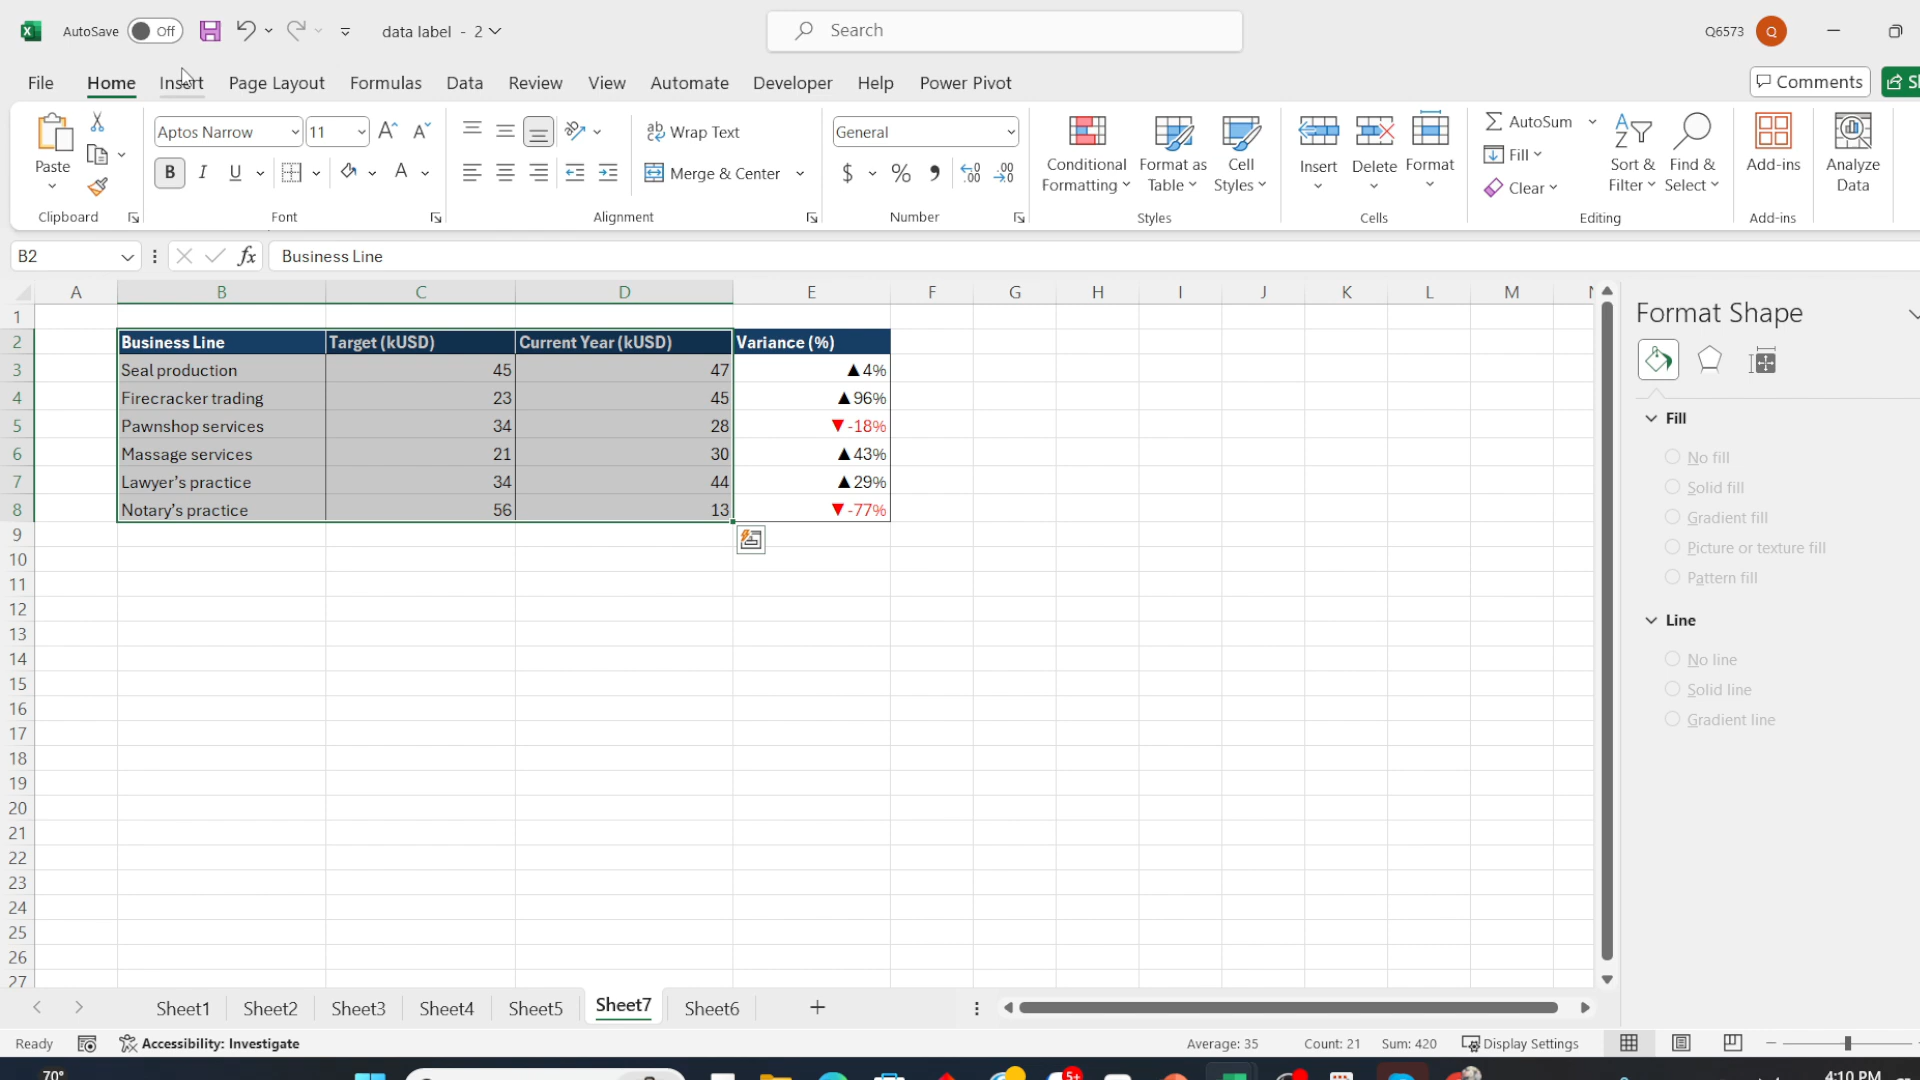 AutoSave Off data label - 2 Search Q6573 Q
File Home Insert Page Layout Formulas Data Review View Automate Developer Help Power Pivot Comments
Paste Aptos Narrow 11 Wrap Text General Conditional Formatting Format as Table Cell Styles Insert Delete Format AutoSum Fill Clear Sort & Filter Find & Select Add-ins Analyze Data
B I U Merge & Center $ %
Clipboard Font Alignment Number Styles Cells Editing Add-ins
B2 fx Business Line
A B C D E F G H I J K L M
1
2 Business Line Target (kUSD) Current Year (kUSD) Variance (%)
3 Seal production 45 47 ▲4%
4 Firecracker trading 23 45 ▲96%
5 Pawnshop services 34 28 ▼-18%
6 Massage services 21 30 ▲43%
7 Lawyer's practice 34 44 ▲29%
8 Notary's practice 56 13 ▼-77%
9
10
11
12
13
14
15
16
17
18
19
20
21
22
23
24
25
26
27
Format Shape
Fill
No fill
Solid fill
Gradient fill
Picture or texture fill
Pattern fill
Line
No line
Solid line
Gradient line
Sheet1 Sheet2 Sheet3 Sheet4 Sheet5 Sheet7 Sheet6
Ready Accessibility: Investigate Average: 35 Count: 21 Sum: 420 Display Settings
70° 5+ 4:10 PM